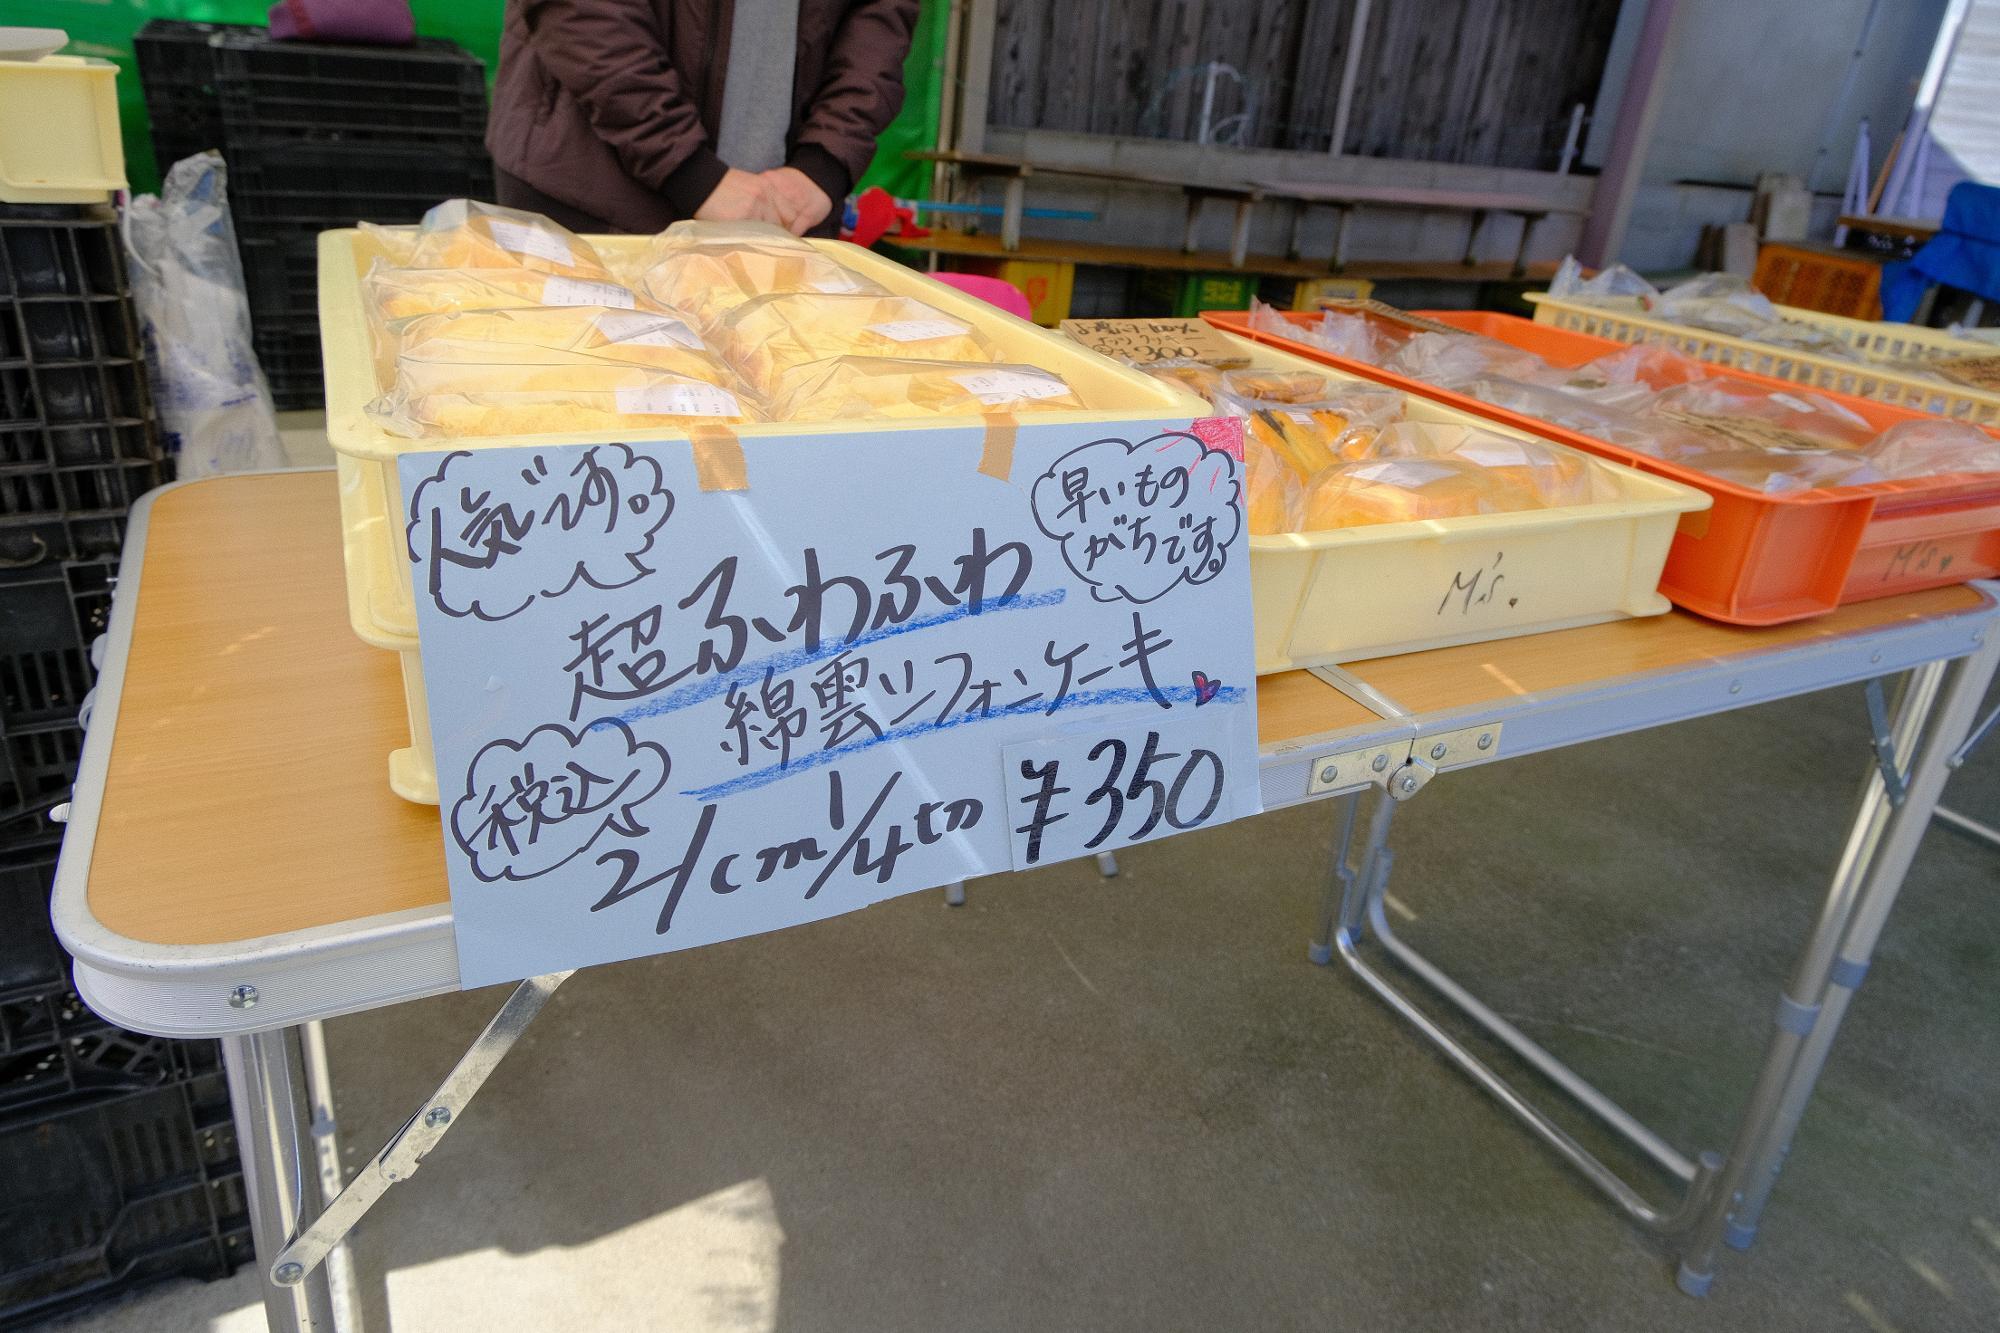 人気です。
早いもの
がちです。
超ふわふわ
綿雲シフォンケーキ
税込
21cm 1/4切
¥350
¥300-
M's.
M's